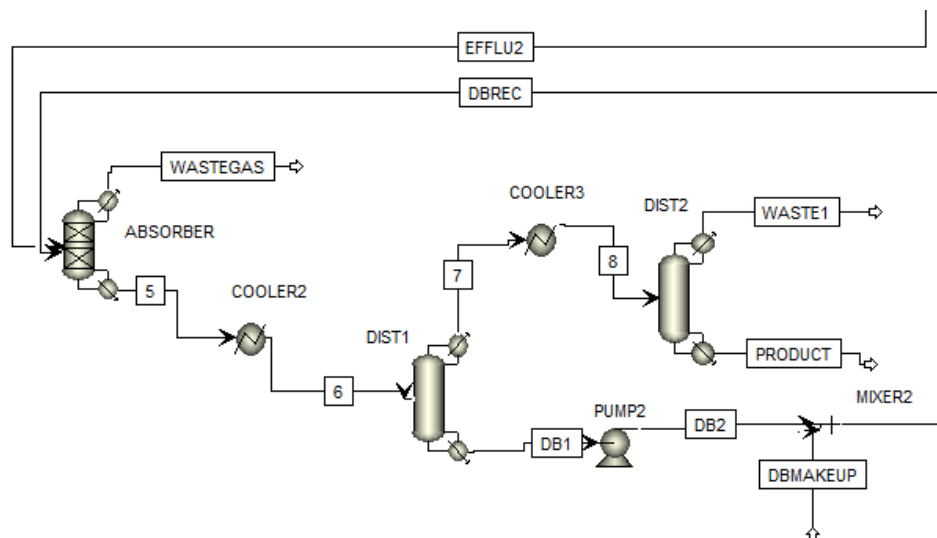 EFFLU2
DBREC
WASTEGAS
ABSORBER
COOLER3
DIST2
WASTE1
7
8
5
COOLER2
DIST1
PRODUCT
6
PUMP2
MIXER2
DB1
DB2
DBMAKEUP